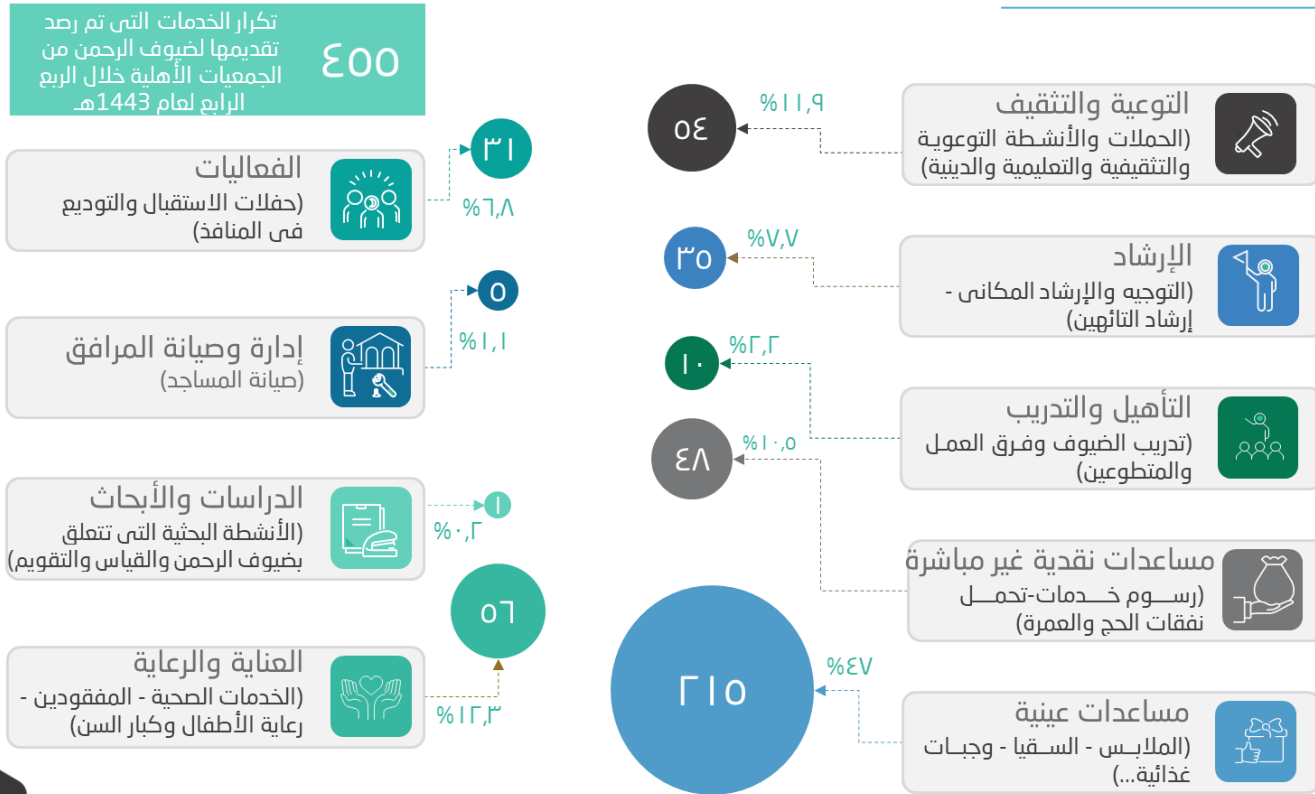 تكرار الخدمات التى تم رصد
تقديمها لضيوف الرحمن من
الجمعيات الأهلية خلال الربع
الرابع لعام 1443هـ
٤٥٥
التوعية والتثقيف
(الحملات والأنشطة التوعوية
والتثقيفية والتعليمية والدينية)
%١١,٩
٥٤
الإرشاد
(التوجيه والإرشاد المكانى -
إرشاد التائهين)
%٧,٧
٣٥
التأهيل والتدريب
(تدريب الضيوف وفرق العمل
والمتطوعين)
%٢,٢
١٠
مساعدات نقدية غير مباشرة
(رسوم خدمات-تحمل
نفقات الحج والعمرة)
%١٠,٥
٤٨
مساعدات عينية
(الملابس - السقيا - وجبات
غذائية...)
%٤٧
٢١٥
الفعاليات
(حفلات الاستقبال والتوديع
فى المنافذ)
٣١
%٦,٨
إدارة وصيانة المرافق
(صيانة المساجد)
٥
%١,١
الدراسات والأبحاث
(الأنشطة البحثية التى تتعلق
بضيوف الرحمن والقياس والتقويم)
١
%٠,٢
العناية والرعاية
(الخدمات الصحية - المفقودين -
رعاية الأطفال وكبار السن)
٥٦
%١٢,٣